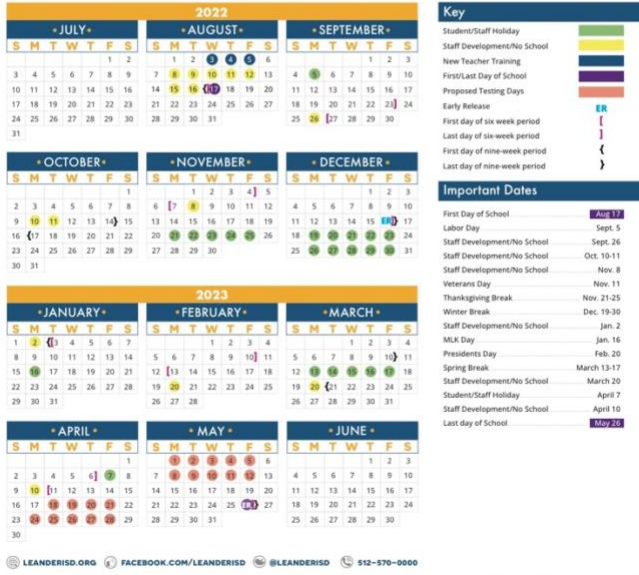 2022
• JULY •
S M T W T F S
1 2
3 4 5 6 7 8 9
10 11 12 13 14 15 16
17 18 19 20 21 22 23
24 25 26 27 28 29 30
31
• AUGUST •
S M T W T F S
1 2 3 4 5 6
7 8 9 10 11 12 13
14 15 16 {[17 18 19 20
21 22 23 24 25 26 27
28 29 30 31
• SEPTEMBER •
S M T W T F S
1 2 3
4 5 6 7 8 9 10
11 12 13 14 15 16 17
18 19 20 21 22 23] 24
25 26 [27 28 29 30
• OCTOBER •
S M T W T F S
1
2 3 4 5 6 7 8
9 10 11 12 13 14} 15
16 {17 18 19 20 21 22
23 24 25 26 27 28 29
30 31
• NOVEMBER •
S M T W T F S
1 2 3 4] 5
6 [7 8 9 10 11 12
13 14 15 16 17 18 19
20 21 22 23 24 25 26
27 28 29 30
• DECEMBER •
S M T W T F S
1 2 3
4 5 6 7 8 9 10
11 12 13 14 15 ER]} 17
18 19 20 21 22 23 24
25 26 27 28 29 30 31
2023
• JANUARY •
S M T W T F S
1 2 {[3 4 5 6 7
8 9 10 11 12 13 14
15 16 17 18 19 20 21
22 23 24 25 26 27 28
29 30 31
• FEBRUARY •
S M T W T F S
1 2 3 4
5 6 7 8 9 10] 11
12 [13 14 15 16 17 18
19 20 21 22 23 24 25
26 27 28
• MARCH •
S M T W T F S
1 2 3 4
5 6 7 8 9 10} 11
12 13 14 15 16 17 18
19 20 {21 22 23 24 25
26 27 28 29 30 31
• APRIL •
S M T W T F S
1
2 3 4 5 6] 7 8
9 10 [11 12 13 14 15
16 17 18 19 20 21 22
23 24 25 26 27 28 29
30
• MAY •
S M T W T F S
1 2 3 4 5 6
7 8 9 10 11 12 13
14 15 16 17 18 19 20
21 22 23 24 25 ER]} 27
28 29 30 31
• JUNE •
S M T W T F S
1 2 3
4 5 6 7 8 9 10
11 12 13 14 15 16 17
18 19 20 21 22 23 24
25 26 27 28 29 30
LEANDERISD.ORG FACEBOOK.COM/LEANDERISD @LEANDERISD 512-570-0000
Key
Student/Staff Holiday
Staff Development/No School
New Teacher Training
First/Last Day of School
Proposed Testing Days
Early Release ER
First day of six week period [
Last day of six-week period ]
First day of nine-week period {
Last day of nine-week period }
Important Dates
First Day of School Aug 17
Labor Day Sept. 5
Staff Development/No School Sept. 26
Staff Development/No School Oct. 10-11
Staff Development/No School Nov. 8
Veterans Day Nov. 11
Thanksgiving Break Nov. 21-25
Winter Break Dec. 19-30
Staff Development/No School Jan. 2
MLK Day Jan. 16
Presidents Day Feb. 20
Spring Break March 13-17
Staff Development/No School March 20
Student/Staff Holiday April 7
Staff Development/No School April 10
Last day of School May 26